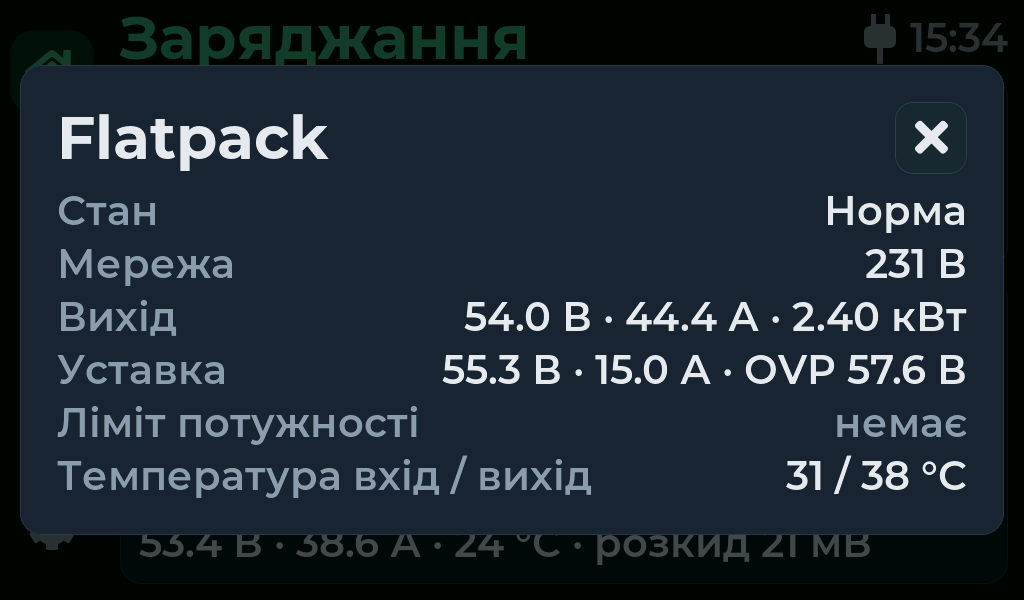 Заряджання
15:34
Flatpack
Стан Норма
Мережа 231 В
Вихід 54.0 В · 44.4 А · 2.40 кВт
Уставка 55.3 В · 15.0 А · OVP 57.6 В
Ліміт потужності немає
Температура вхід / вихід 31 / 38 °C
53.4 В · 38.6 А · 24 °C · розкид 21 мВ